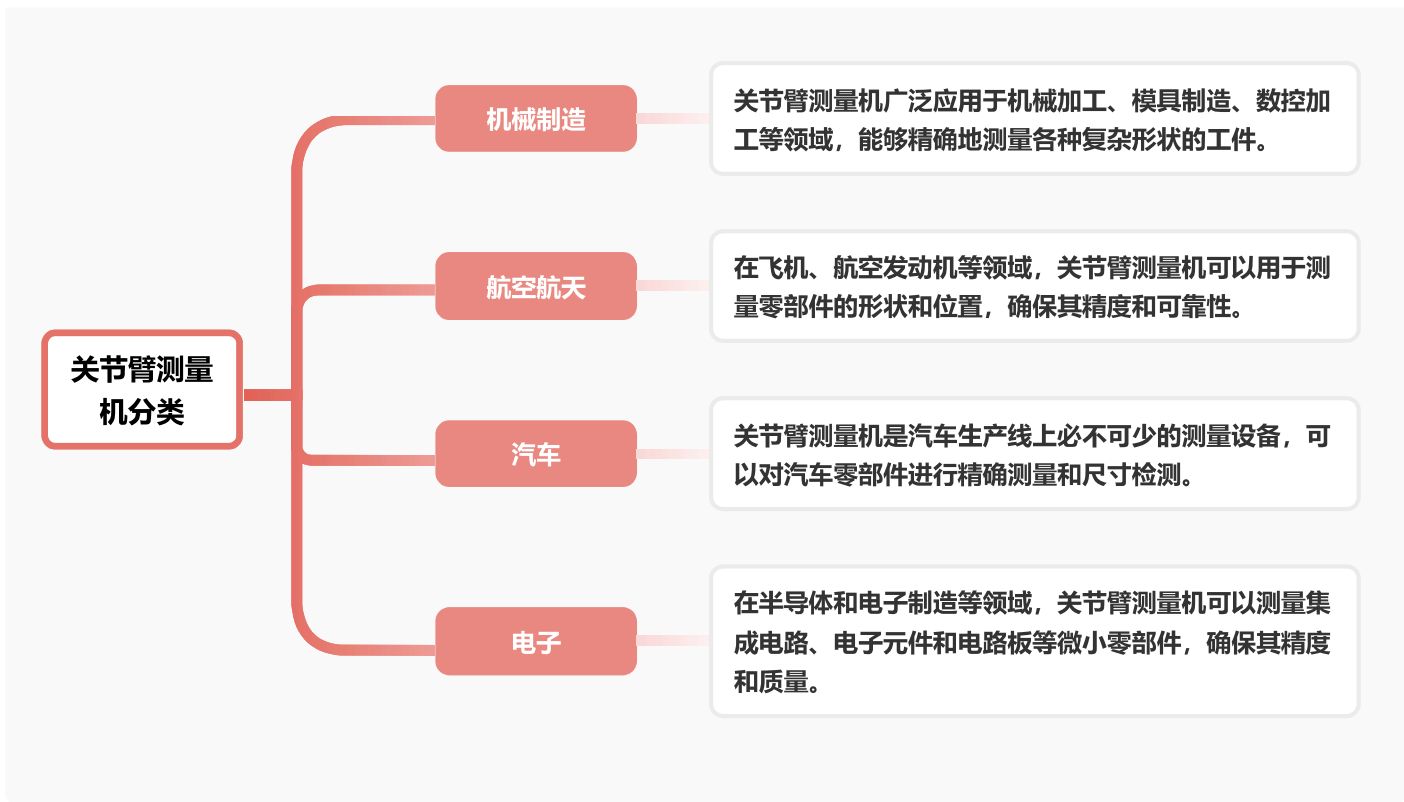 关节臂测量
机分类
机械制造
关节臂测量机广泛应用于机械加工、模具制造、数控加
工等领域，能够精确地测量各种复杂形状的工件。
航空航天
在飞机、航空发动机等领域，关节臂测量机可以用于测
量零部件的形状和位置，确保其精度和可靠性。
汽车
关节臂测量机是汽车生产线上必不可少的测量设备，可
以对汽车零部件进行精确测量和尺寸检测。
电子
在半导体和电子制造等领域，关节臂测量机可以测量集
成电路、电子元件和电路板等微小零部件，确保其精度
和质量。